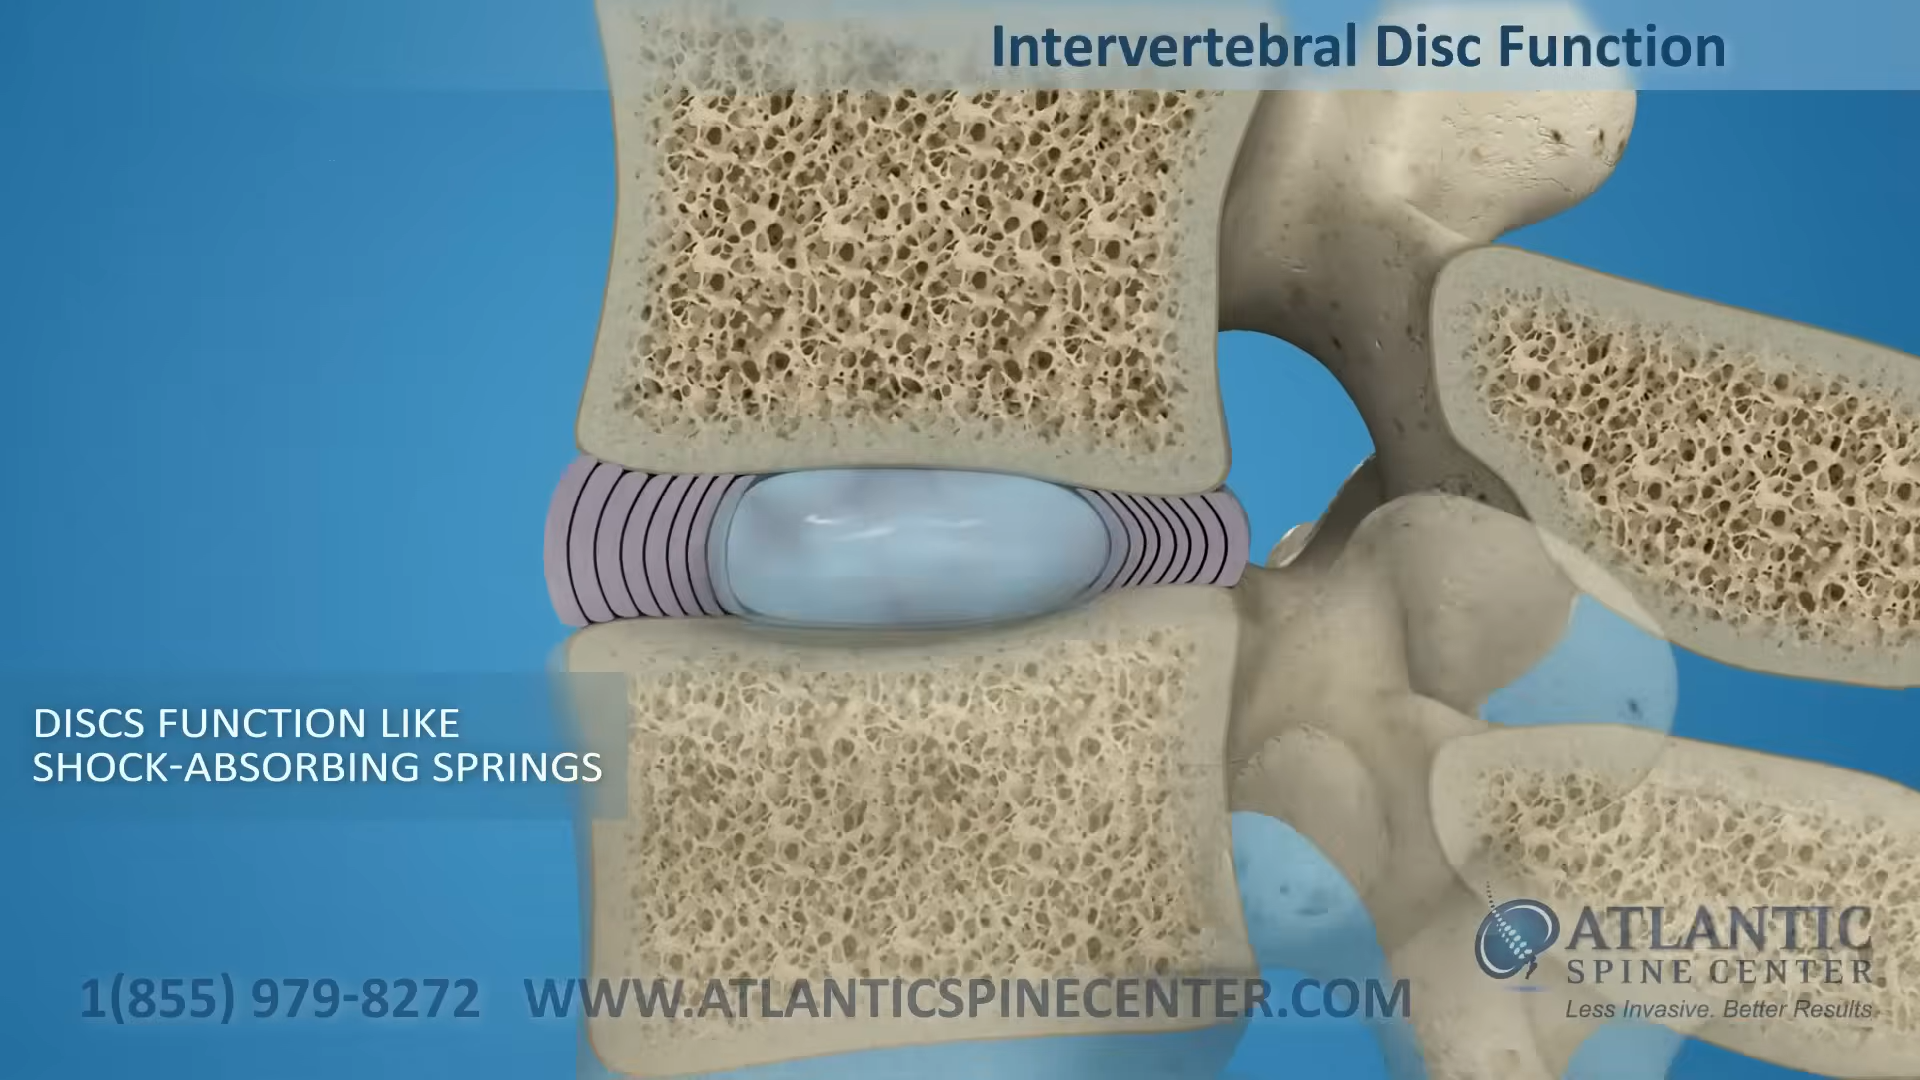 Intervertebral Disc Function
DISCS FUNCTION LIKE
SHOCK-ABSORBING SPRINGS
1(855) 979-8272 WWW.ATLANTICSPINECENTER.COM
ATLANTIC
SPINE CENTER
Less Invasive. Better Results.